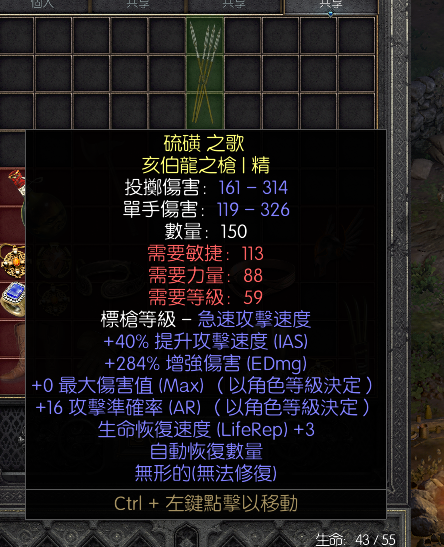 個人 共享 共享 共享
硫磺 之歌
亥伯龍之槍 | 精
投擲傷害: 161 - 314
單手傷害: 119 - 326
數量: 150
需要敏捷: 113
需要力量: 88
需要等級: 59
標槍等級 - 急速攻擊速度
+40% 提升攻擊速度 (IAS)
+284% 增強傷害 (EDmg)
+0 最大傷害值 (Max) （以角色等級決定）
+16 攻擊準確率 (AR) （以角色等級決定）
生命恢復速度 (LifeRep) +3
自動恢復數量
無形的(無法修復)
Ctrl + 左鍵點擊以移動
生命: 43 / 55